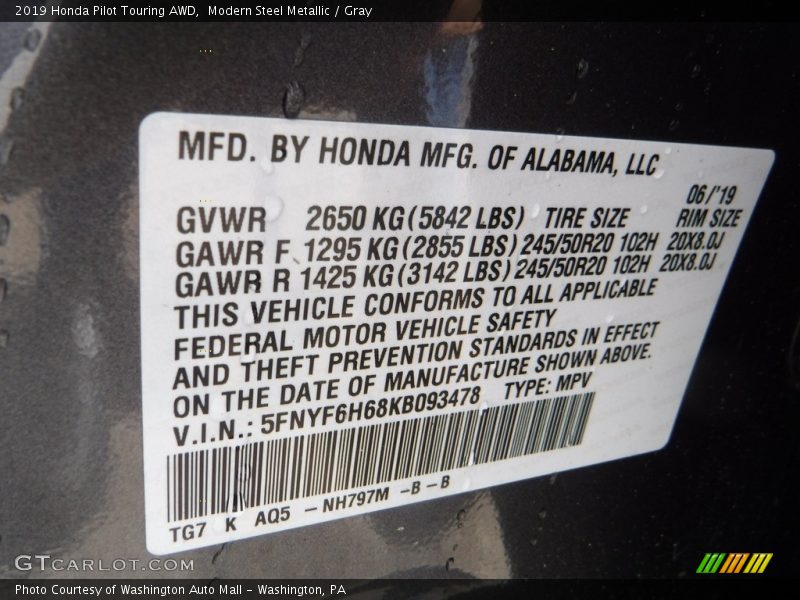 2019 Honda Pilot Touring AWD,  Modern Steel Metallic / Gray
MFD. BY HONDA MFG. OF ALABAMA, LLC
06/'19
GVWR 2650 KG (5842 LBS) TIRE SIZE RIM SIZE
GAWR F 1295 KG (2855 LBS) 245/50R20 102H 20X8.0J
GAWR R 1425 KG (3142 LBS) 245/50R20 102H 20X8.0J
THIS VEHICLE CONFORMS TO ALL APPLICABLE
FEDERAL MOTOR VEHICLE SAFETY
AND THEFT PREVENTION STANDARDS IN EFFECT
ON THE DATE OF MANUFACTURE SHOWN ABOVE.
V.I.N.: 5FNYF6H68KB093478 TYPE: MPV
TG7 K AQ5 – NH797M – B – B
GTCARLOT.COM
Photo Courtesy of Washington Auto Mall – Washington, PA